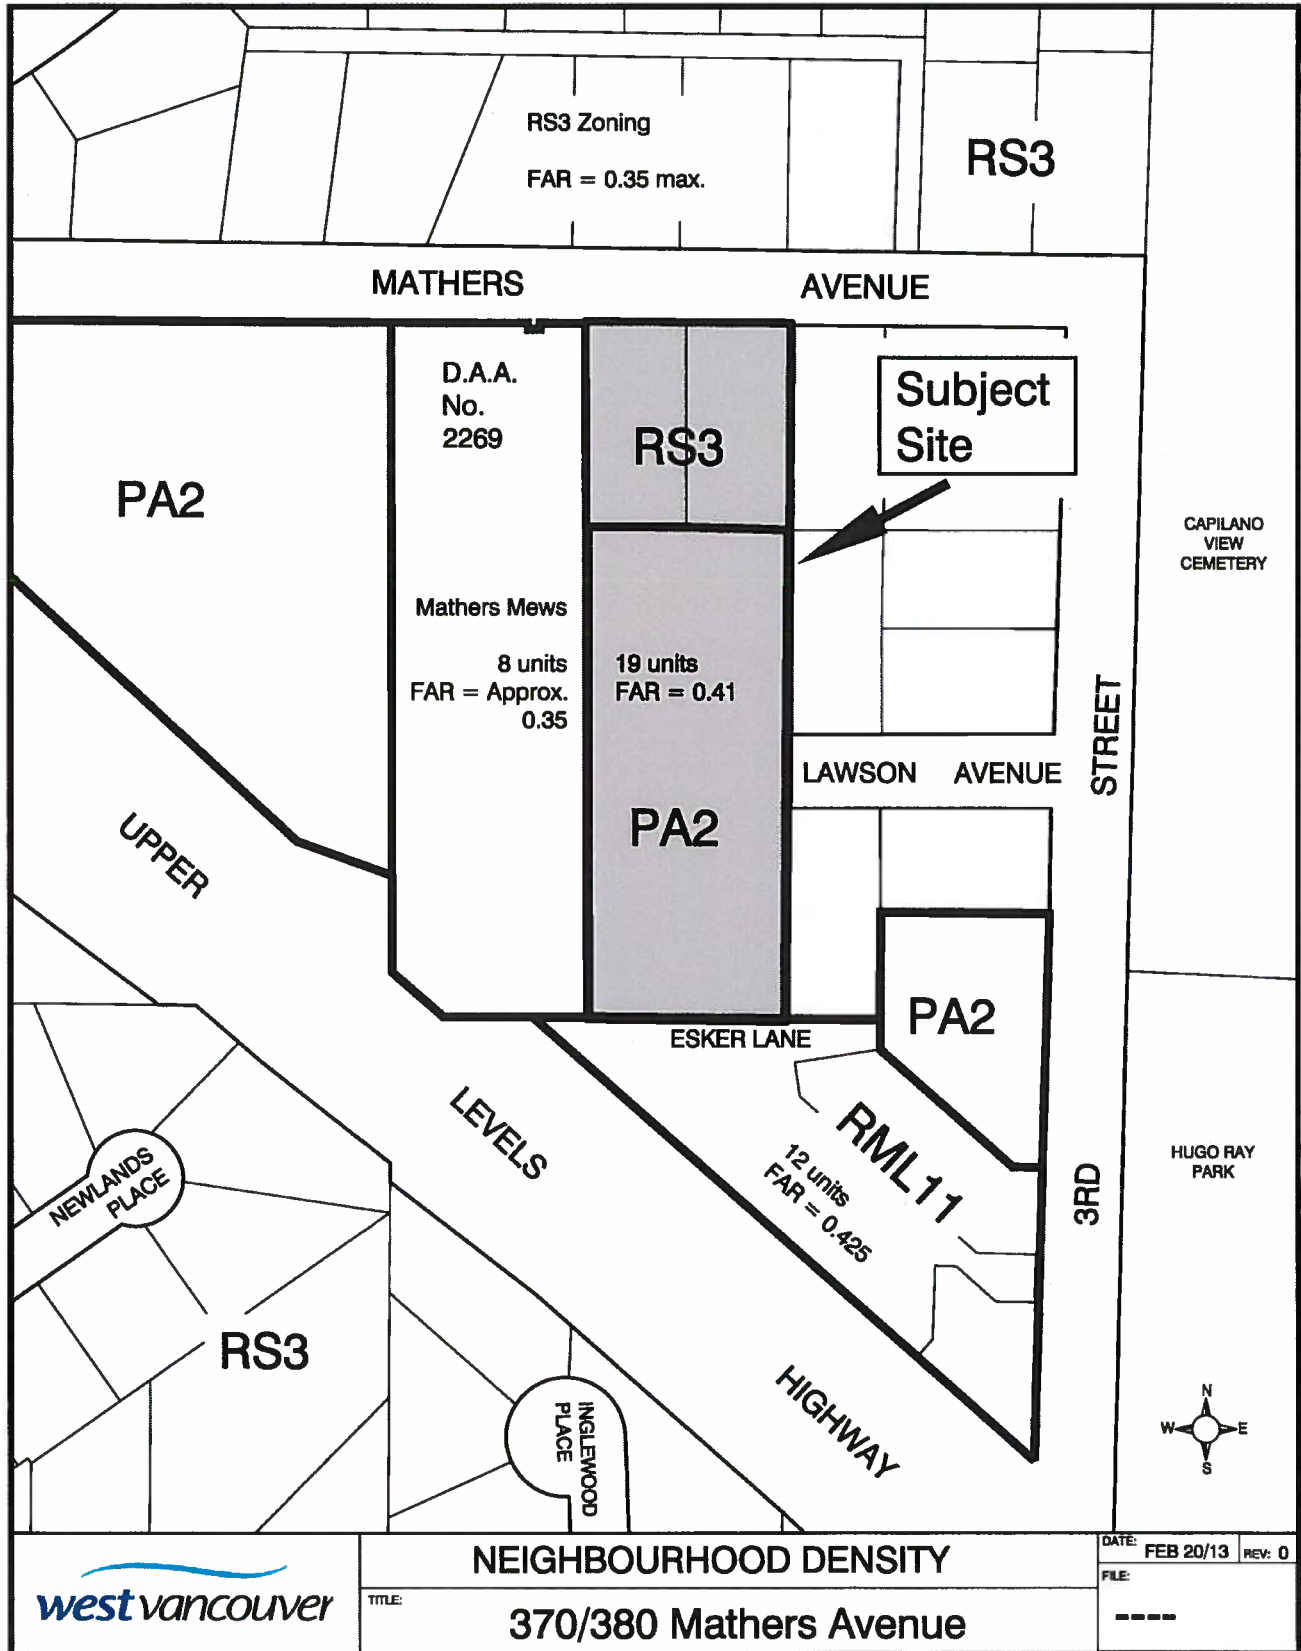 RS3 Zoning
FAR = 0.35 max.
RS3
MATHERS AVENUE
D.A.A.
No.
2269
RS3
Subject
Site
PA2
CAPILANO
VIEW
CEMETERY
Mathers Mews
8 units
FAR = Approx.
0.35
19 units
FAR = 0.41
PA2
LAWSON AVENUE
3RD STREET
UPPER LEVELS HIGHWAY
PA2
ESKER LANE
RML11
12 units
FAR = 0.425
HUGO RAY
PARK
NEWLANDS
PLACE
RS3
INGLEWOOD
PLACE
N
W E
S
west vancouver
NEIGHBOURHOOD DENSITY
TITLE:
370/380 Mathers Avenue
DATE: FEB 20/13 REV: 0
FILE:
----